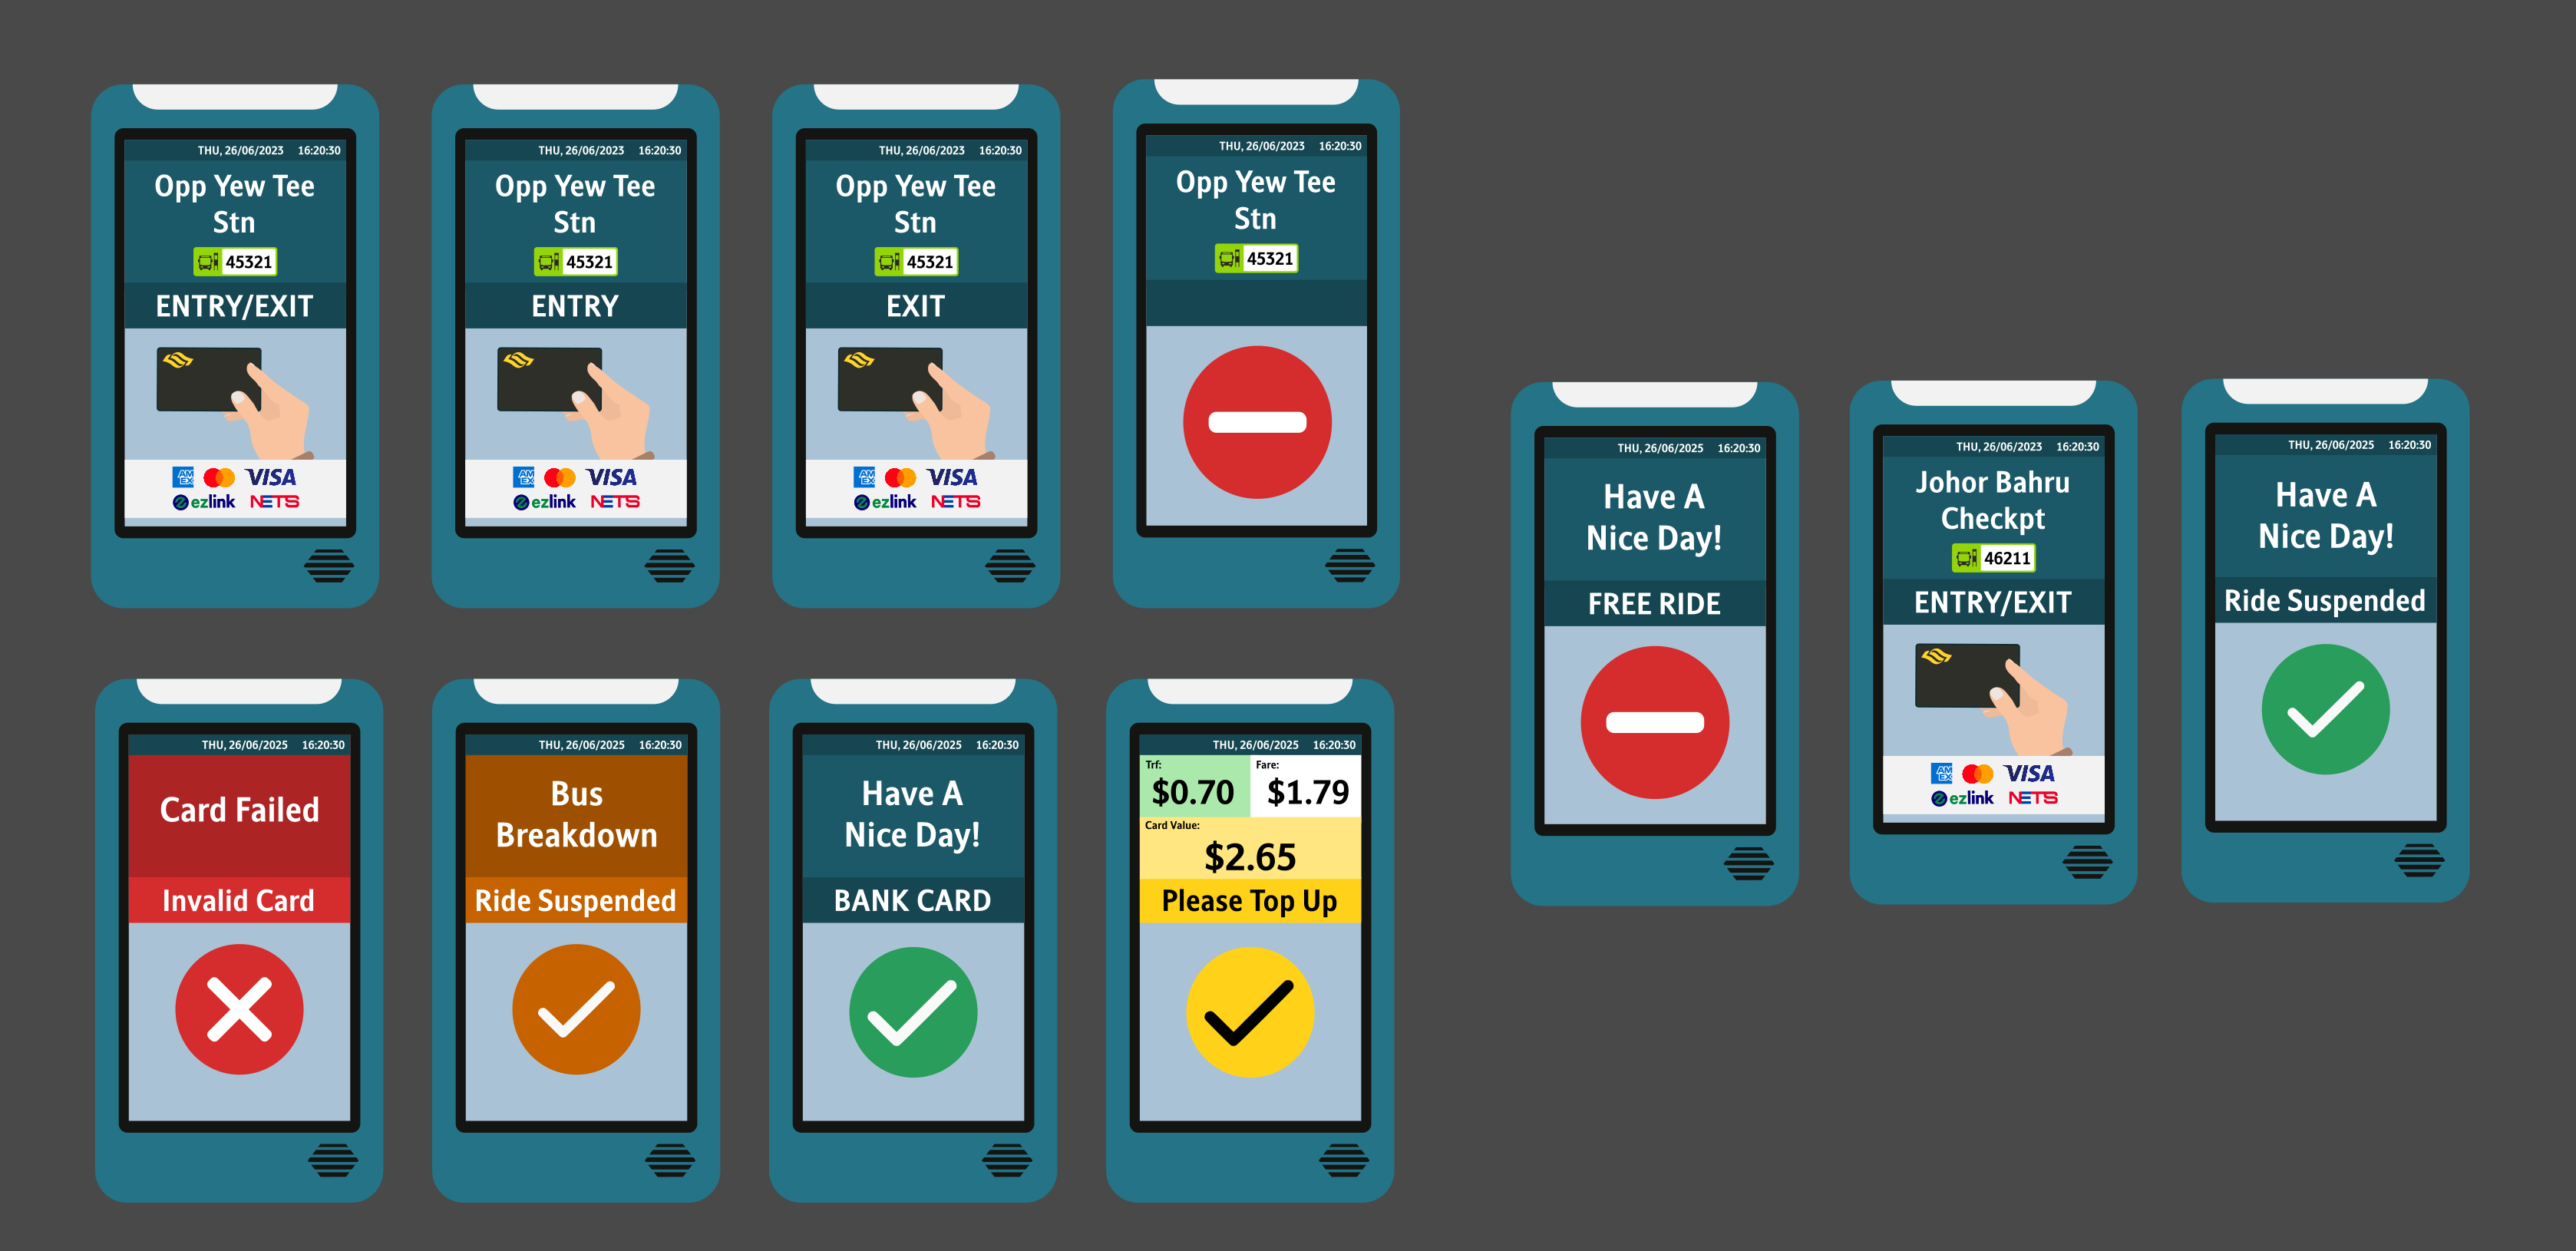 THU, 26/06/2023 16:20:30
Opp Yew Tee
Stn
45321
ENTRY/EXIT
AM
EX
VISA
ezlink
NETS
THU, 26/06/2023 16:20:30
Opp Yew Tee
Stn
45321
ENTRY
AM
EX
VISA
ezlink
NETS
THU, 26/06/2023 16:20:30
Opp Yew Tee
Stn
45321
EXIT
AM
EX
VISA
ezlink
NETS
THU, 26/06/2023 16:20:30
Opp Yew Tee
Stn
45321
THU, 26/06/2025 16:20:30
Have A
Nice Day!
FREE RIDE
THU, 26/06/2023 16:20:30
Johor Bahru
Checkpt
46211
ENTRY/EXIT
AM
EX
VISA
ezlink
NETS
THU, 26/06/2025 16:20:30
Have A
Nice Day!
Ride Suspended
THU, 26/06/2025 16:20:30
Card Failed
Invalid Card
THU, 26/06/2025 16:20:30
Bus
Breakdown
Ride Suspended
THU, 26/06/2025 16:20:30
Have A
Nice Day!
BANK CARD
THU, 26/06/2025 16:20:30
Trf: Fare:
$0.70 $1.79
Card Value:
$2.65
Please Top Up